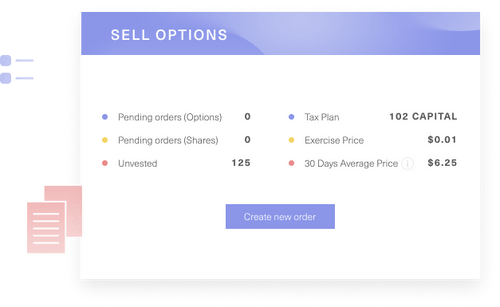 SELL OPTIONS
Pending orders (Options) 0
Pending orders (Shares) 0
Unvested 125
Tax Plan 102 CAPITAL
Exercise Price $0.01
30 Days Average Price i $6.25
Create new order